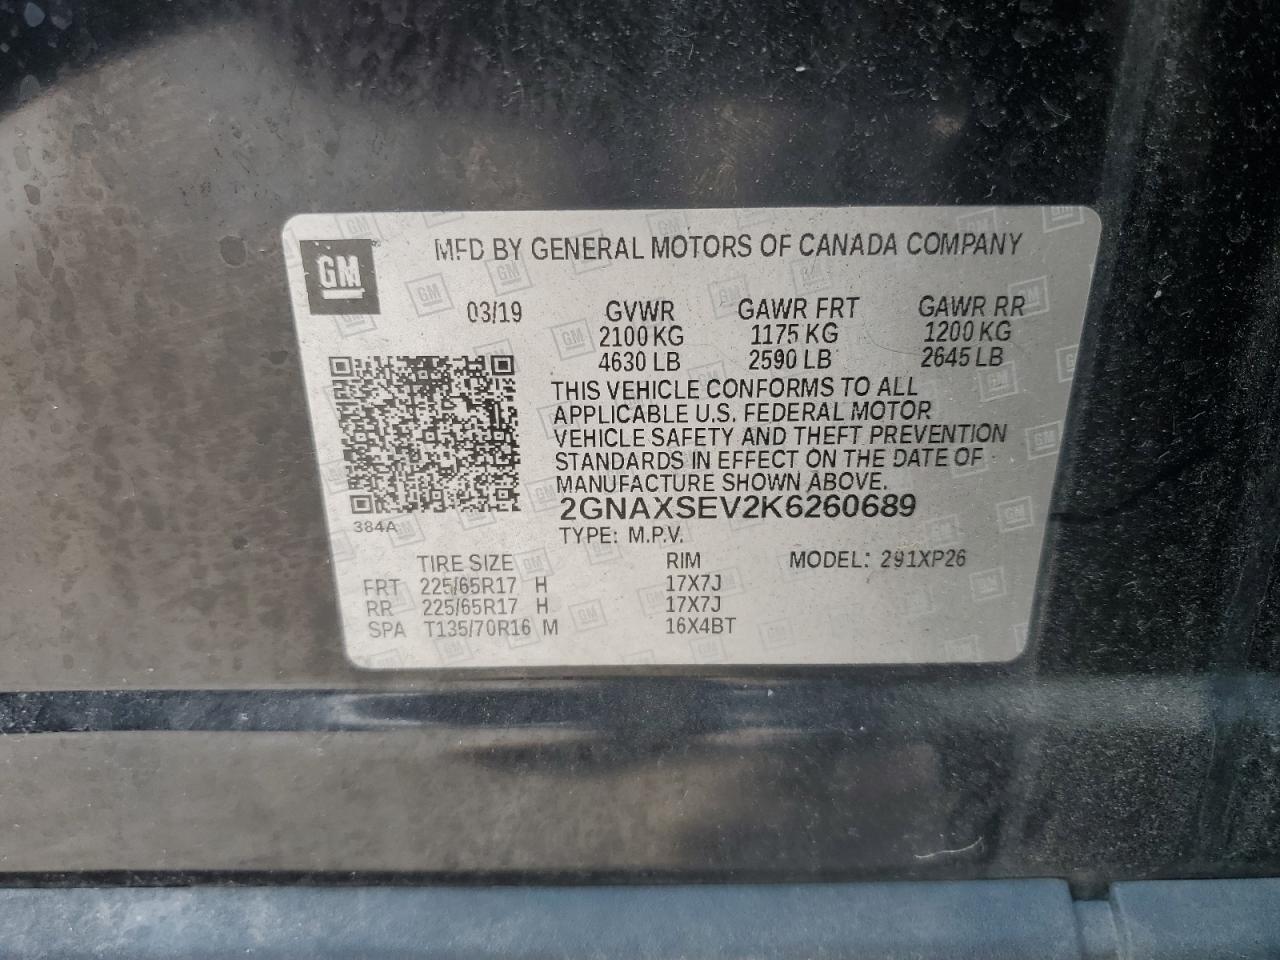 GM
MFD BY GENERAL MOTORS OF CANADA COMPANY
03/19 GVWR GAWR FRT GAWR RR
2100 KG 1175 KG 1200 KG
4630 LB 2590 LB 2645 LB
THIS VEHICLE CONFORMS TO ALL
APPLICABLE U.S. FEDERAL MOTOR
VEHICLE SAFETY AND THEFT PREVENTION
STANDARDS IN EFFECT ON THE DATE OF
MANUFACTURE SHOWN ABOVE.
2GNAXSEV2K6260689
384A
TYPE: M.P.V.
TIRE SIZE RIM MODEL: 291XP26
FRT 225/65R17 H 17X7J
RR 225/65R17 H 17X7J
SPA T135/70R16 M 16X4BT